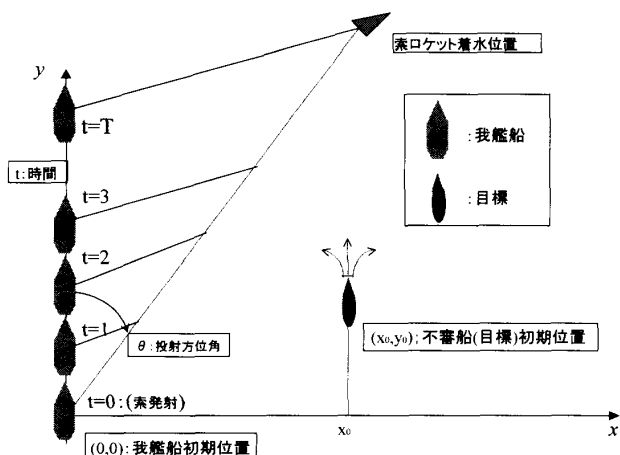 素ロケット着水位置
y
t=T
:我艦船
t:時間
t=3
:目標
t=2
t=1
(x₀,y₀);不審船(目標)初期位置
θ:投射方位角
t=0:(素発射)
x₀
x
(0,0):我艦船初期位置